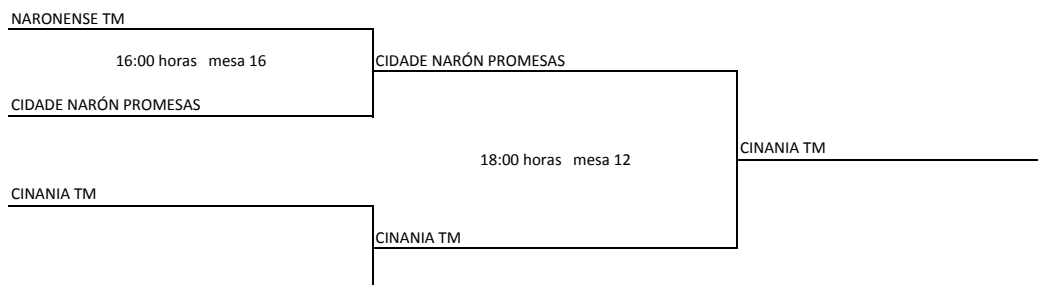 NARONENSE TM
16:00 horas mesa 16
CIDADE NARÓN PROMESAS
CIDADE NARÓN PROMESAS
18:00 horas mesa 12
CINANIA TM
CINANIA TM
CINANIA TM